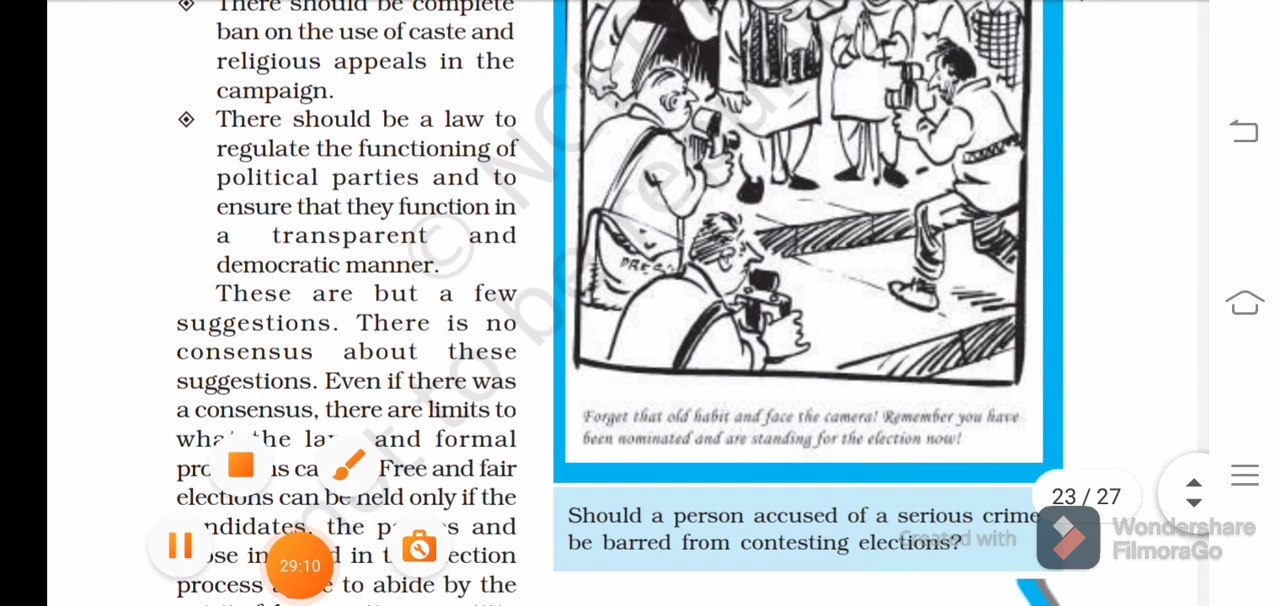 There should be complete
ban on the use of caste and
religious appeals in the
campaign.
There should be a law to
regulate the functioning of
political parties and to
ensure that they function in
a transparent and
democratic manner.
These are but a few
suggestions. There is no
consensus about these
suggestions. Even if there was
a consensus, there are limits to
the and formal
Free and fair
elections can be held only if the
the and
in
process to abide by the
PRESS
Forget that old habit and face the camera! Remember you have
been nominated and are standing for the election now!
Should a person accused of a serious crime
be barred from contesting elections?
23 / 27
29:10
Created with
Wondershare
FilmoraGo